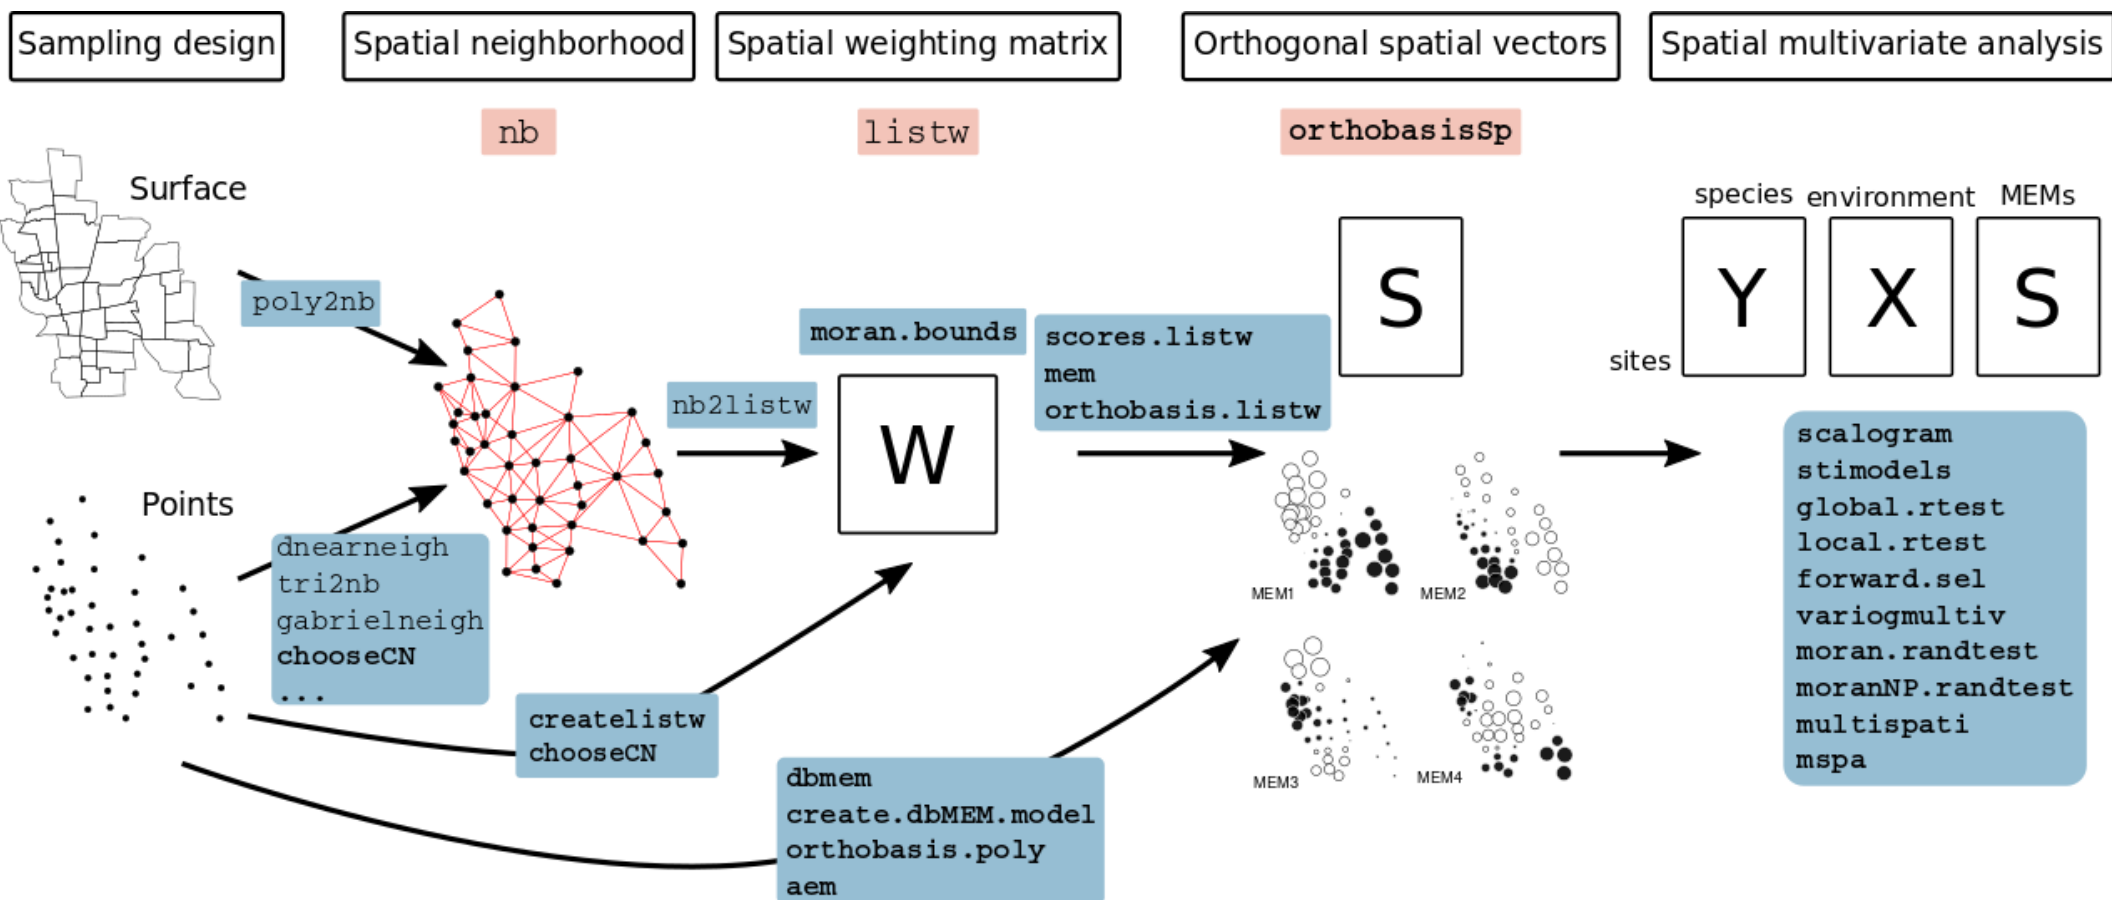 Sampling design
Spatial neighborhood
Spatial weighting matrix
Orthogonal spatial vectors
Spatial multivariate analysis
nb
listw
orthobasisSp
Surface
poly2nb
Points
dnearneigh
tri2nb
gabrielneigh
chooseCN
...
nb2listw
moran.bounds
W
createlistw
chooseCN
scores.listw
mem
orthobasis.listw
dbmem
create.dbMEM.model
orthobasis.poly
aem
S
MEM1
MEM2
MEM3
MEM4
species
environment
MEMs
sites
Y
X
S
scalogram
stimodels
global.rtest
local.rtest
forward.sel
variogmultiv
moran.randtest
moranNP.randtest
multispati
mspa